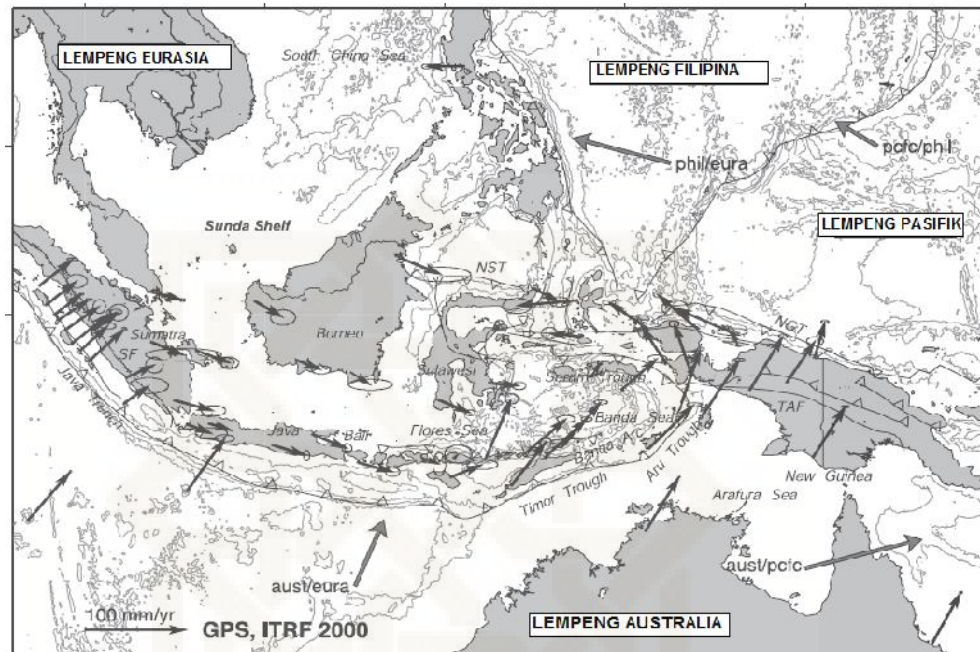 LEMPENG EURASIA
South China Sea
LEMPENG FILIPINA
phil/eura
pcfc/phil
Sunda Shelf
LEMPENG PASIFIK
NST
NGT
Sumatra
SF
Borneo
Sulawesi
Seram Trough
Java Trench
Java
Bali
Flores Sea
Banda Sea
Banda Arc
Aru Trough
TAF
Timor Trough
New Guinea
Arafura Sea
aust/eura
aust/pcfc
100 mm/yr
GPS, ITRF 2000
LEMPENG AUSTRALIA